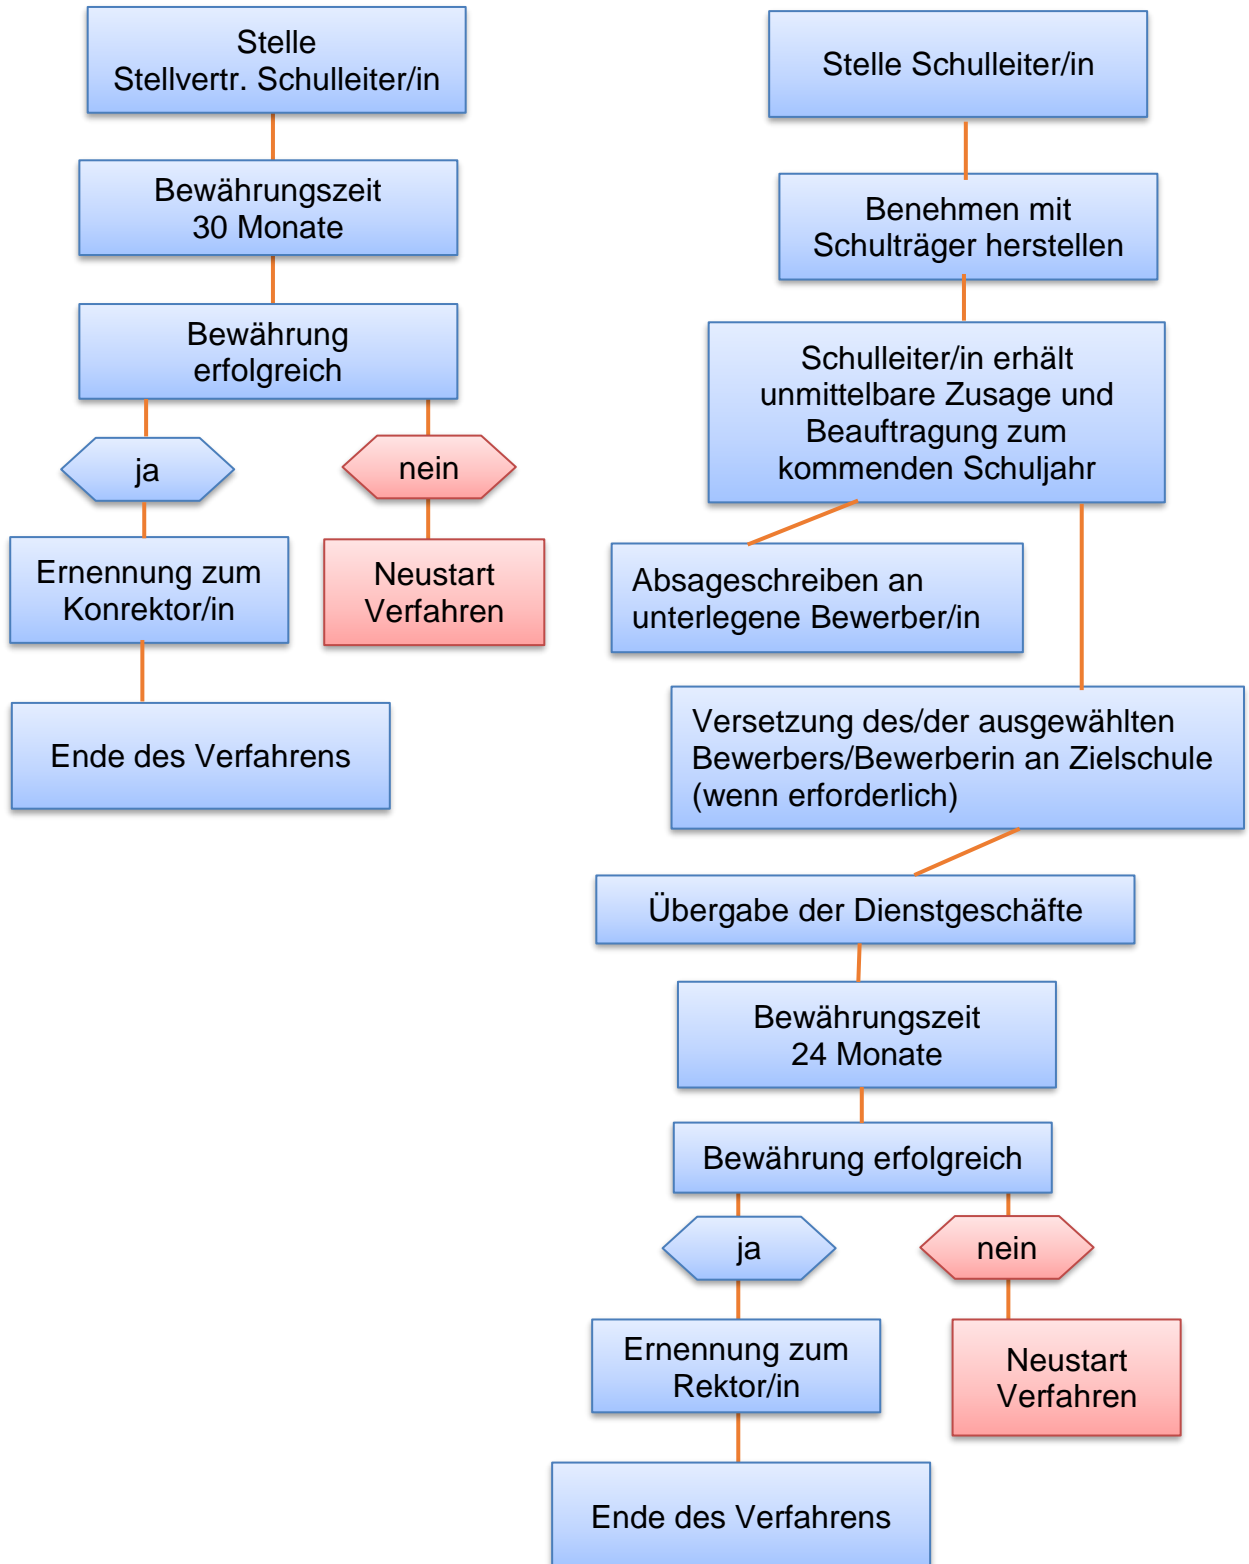 Stelle
Stellvertr. Schulleiter/in
Bewährungszeit
30 Monate
Bewährung
erfolgreich
ja
nein
Ernennung zum
Konrektor/in
Neustart
Verfahren
Ende des Verfahrens
Stelle Schulleiter/in
Benehmen mit
Schulträger herstellen
Schulleiter/in erhält
unmittelbare Zusage und
Beauftragung zum
kommenden Schuljahr
Absageschreiben an
unterlegene Bewerber/in
Versetzung des/der ausgewählten
Bewerbers/Bewerberin an Zielschule
(wenn erforderlich)
Übergabe der Dienstgeschäfte
Bewährungszeit
24 Monate
Bewährung erfolgreich
ja
nein
Ernennung zum
Rektor/in
Neustart
Verfahren
Ende des Verfahrens